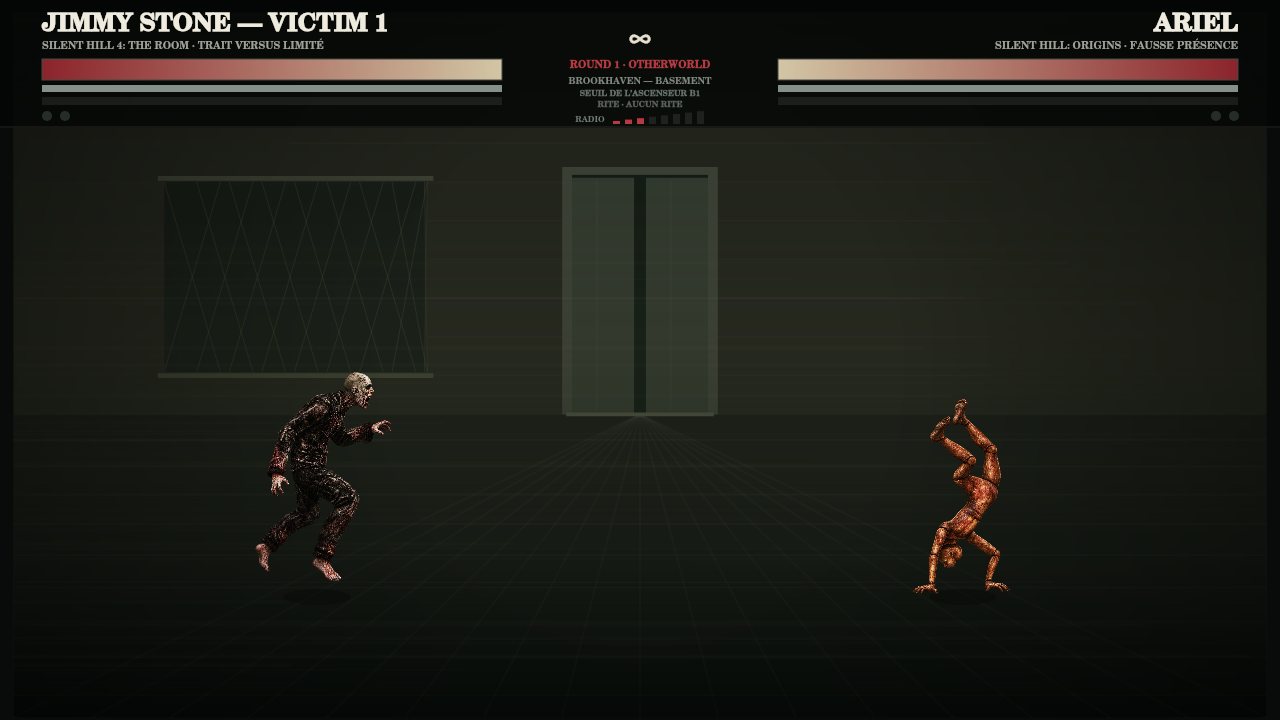 JIMMY STONE — VICTIM 1
SILENT HILL 4: THE ROOM · TRAIT VERSUS LIMITÉ
∞
ROUND 1 · OTHERWORLD
BROOKHAVEN — BASEMENT
SEUIL DE L'ASCENSEUR B1
RITE · AUCUN RITE
RADIO
ARIEL
SILENT HILL: ORIGINS · FAUSSE PRÉSENCE